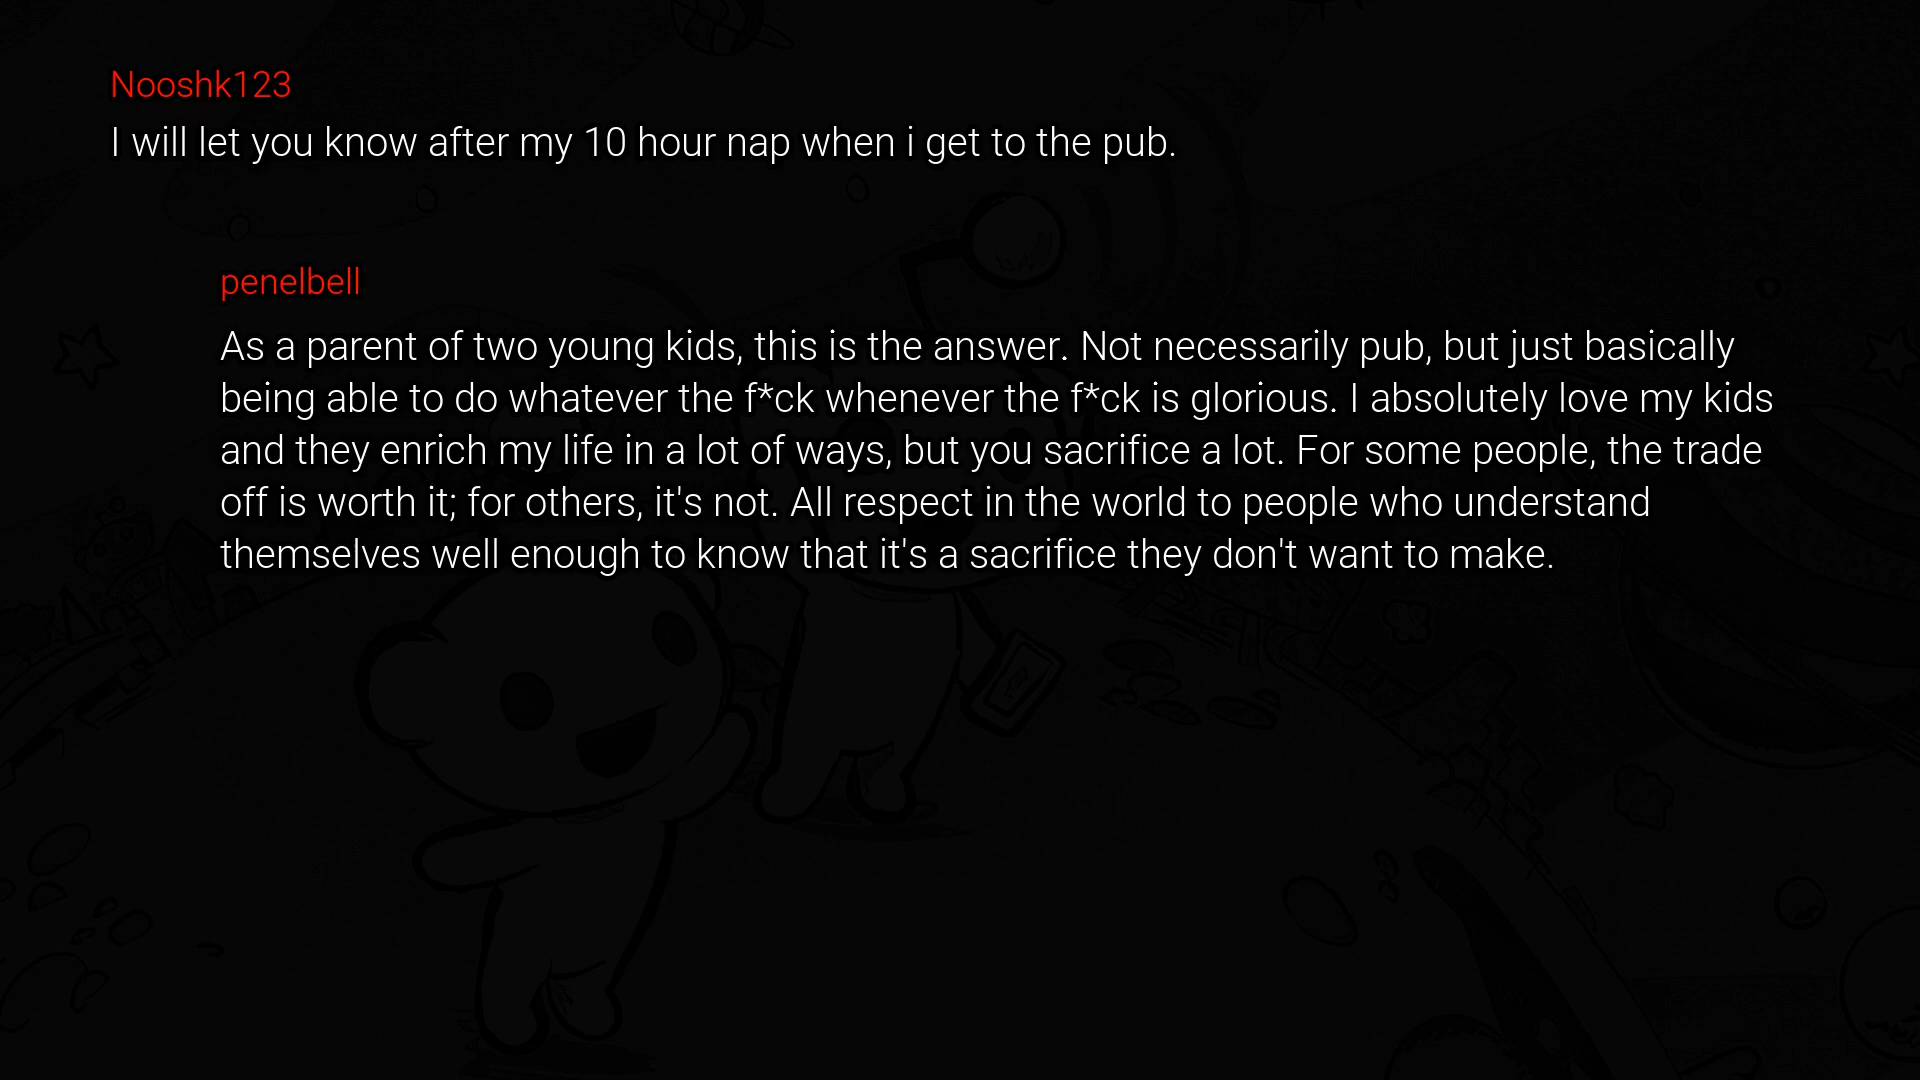 Nooshk123
I will let you know after my 10 hour nap when i get to the pub.
penelbell
As a parent of two young kids, this is the answer. Not necessarily pub, but just basically
being able to do whatever the f*ck whenever the f*ck is glorious. I absolutely love my kids
and they enrich my life in a lot of ways, but you sacrifice a lot. For some people, the trade
off is worth it; for others, it's not. All respect in the world to people who understand
themselves well enough to know that it's a sacrifice they don't want to make.